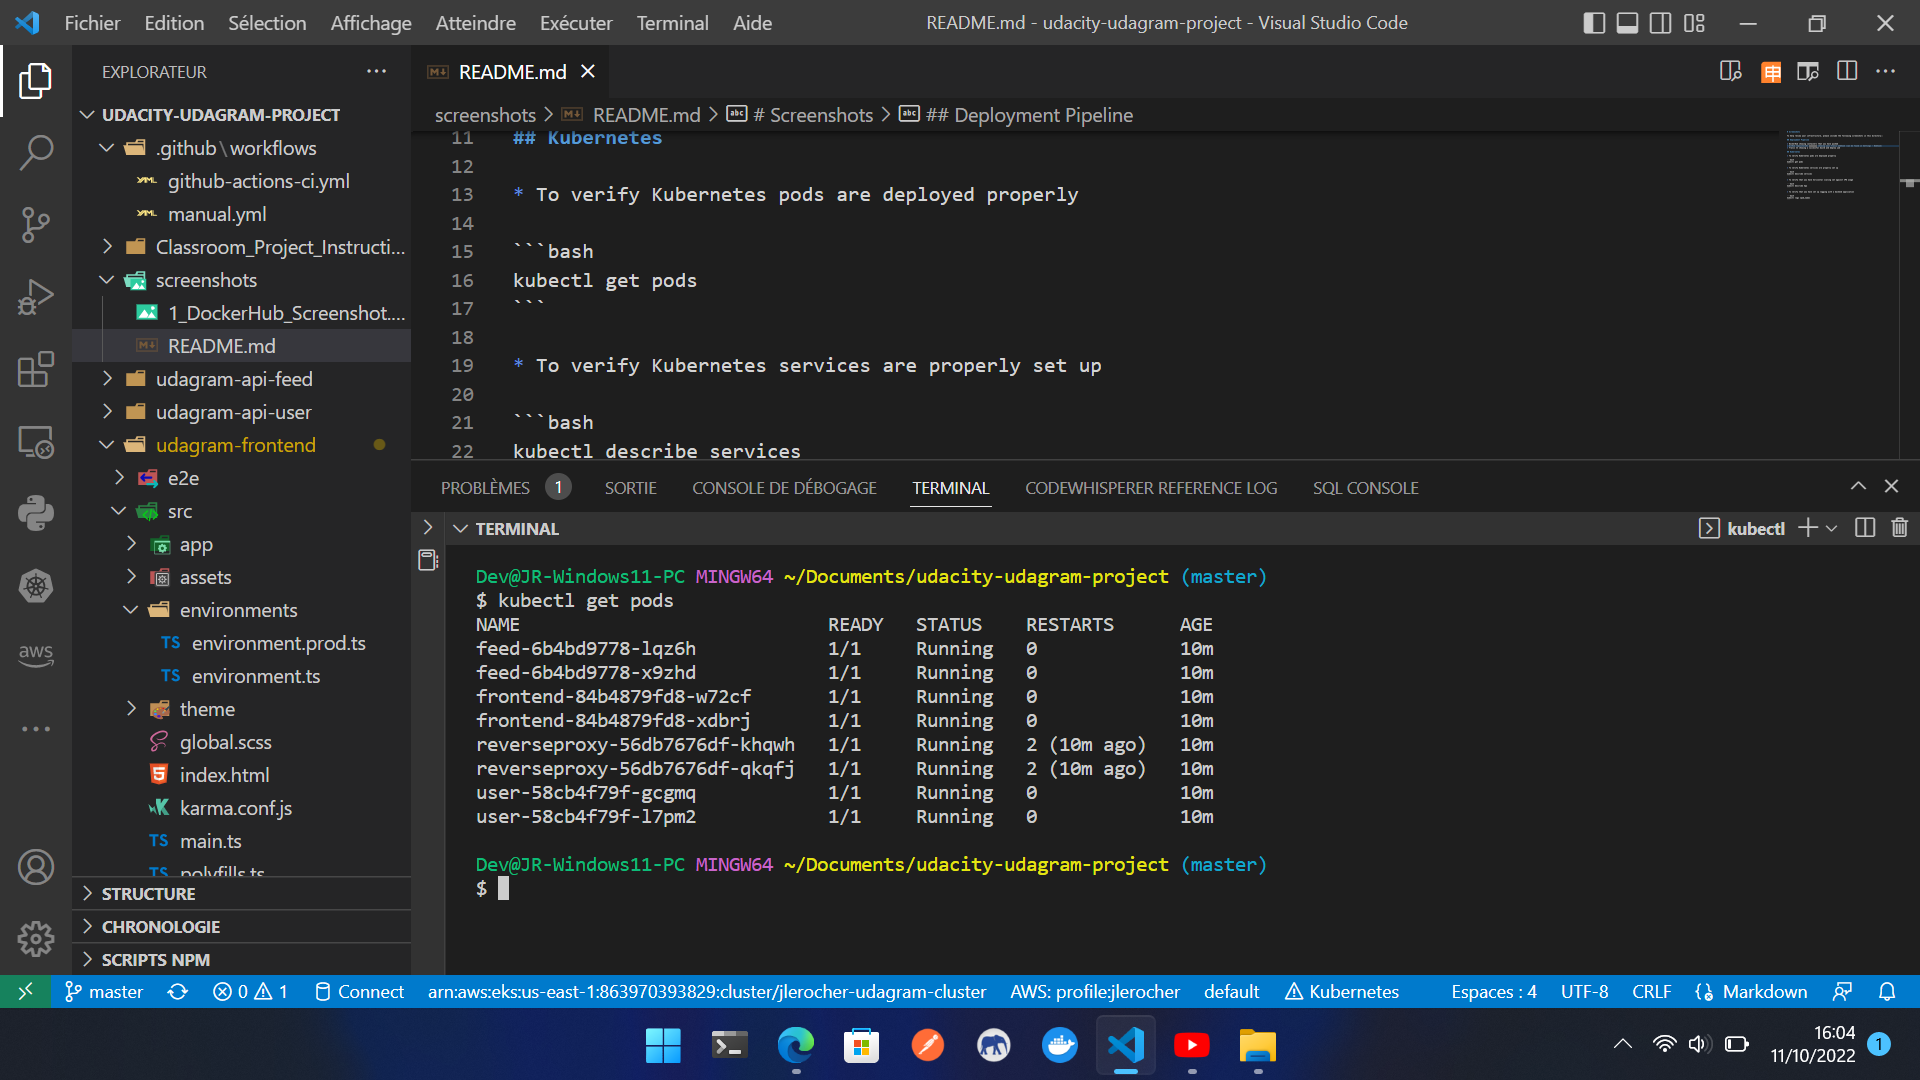 Fichier Edition Sélection Affichage Atteindre Exécuter Terminal Aide
README.md - udacity-udagram-project - Visual Studio Code
EXPLORATEUR
UDACITY-UDAGRAM-PROJECT
.github\workflows
github-actions-ci.yml
manual.yml
Classroom_Project_Instructi...
screenshots
1_DockerHub_Screenshot....
README.md
udagram-api-feed
udagram-api-user
udagram-frontend
e2e
src
app
assets
environments
TS environment.prod.ts
TS environment.ts
theme
global.scss
index.html
karma.conf.js
TS main.ts
TS polyfills.ts
STRUCTURE
CHRONOLOGIE
SCRIPTS NPM
aws
README.md
screenshots > README.md > # Screenshots > ## Deployment Pipeline
11 ## Kubernetes
12
13 * To verify Kubernetes pods are deployed properly
14
15 ```bash
16 kubectl get pods
17 ```
18
19 * To verify Kubernetes services are properly set up
20
21 ```bash
22 kubectl describe services
PROBLÈMES 1 SORTIE CONSOLE DE DÉBOGAGE TERMINAL CODEWHISPERER REFERENCE LOG SQL CONSOLE
TERMINAL
kubectl
Dev@JR-Windows11-PC MINGW64 ~/Documents/udacity-udagram-project (master)
$ kubectl get pods
NAME READY STATUS RESTARTS AGE
feed-6b4bd9778-lqz6h 1/1 Running 0 10m
feed-6b4bd9778-x9zhd 1/1 Running 0 10m
frontend-84b4879fd8-w72cf 1/1 Running 0 10m
frontend-84b4879fd8-xdbrj 1/1 Running 0 10m
reverseproxy-56db7676df-khqwh 1/1 Running 2 (10m ago) 10m
reverseproxy-56db7676df-qkqfj 1/1 Running 2 (10m ago) 10m
user-58cb4f79f-gcgmq 1/1 Running 0 10m
user-58cb4f79f-l7pm2 1/1 Running 0 10m
Dev@JR-Windows11-PC MINGW64 ~/Documents/udacity-udagram-project (master)
$
master 0 1 Connect arn:aws:eks:us-east-1:863970393829:cluster/jlerocher-udagram-cluster AWS: profile:jlerocher default Kubernetes Espaces : 4 UTF-8 CRLF Markdown
16:04
11/10/2022
1